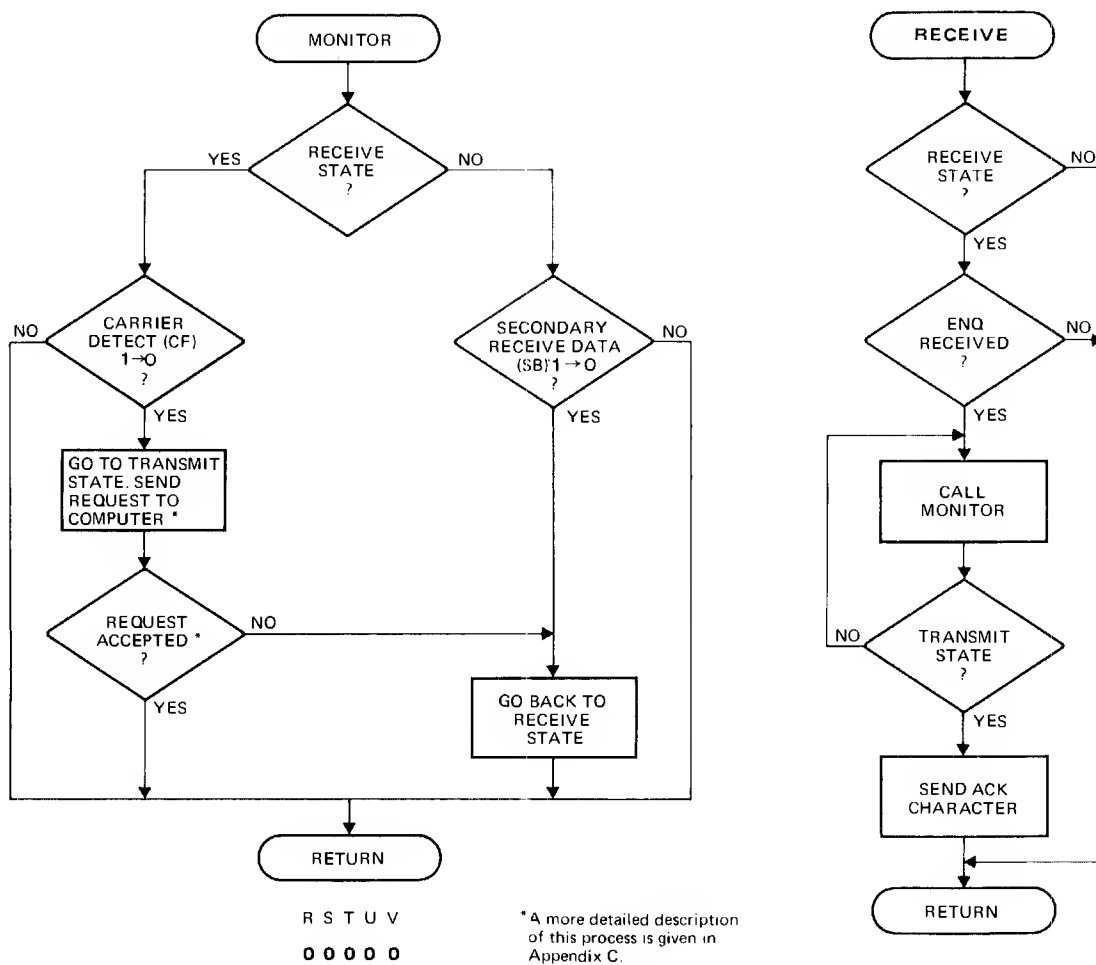 MONITOR
RECEIVE
STATE
?
YES
NO
CARRIER
DETECT (CF)
1→0
?
NO
YES
SECONDARY
RECEIVE DATA
(SB) 1→0
?
NO
YES
GO TO TRANSMIT
STATE. SEND
REQUEST TO
COMPUTER *
REQUEST
ACCEPTED *
?
NO
YES
GO BACK TO
RECEIVE
STATE
RETURN
R S T U V
0 0 0 0 0
*A more detailed description
of this process is given in
Appendix C.
RECEIVE
RECEIVE
STATE
?
NO
YES
ENQ
RECEIVED
?
NO
YES
CALL
MONITOR
TRANSMIT
STATE
?
NO
YES
SEND ACK
CHARACTER
RETURN